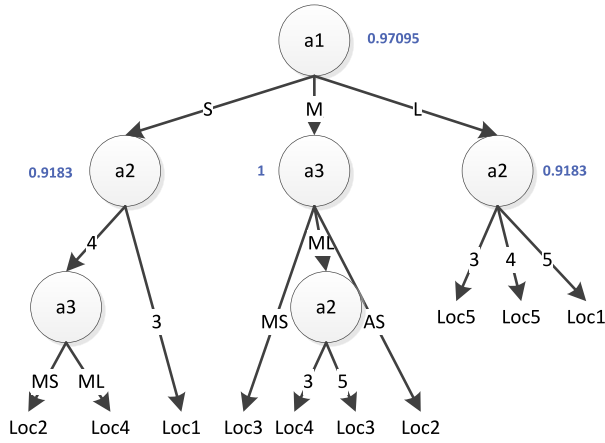 a1 0.97095
S M L
0.9183 a2 1 a3 a2 0.9183
4 ML 3 4 5
a3 MS a2 3 AS Loc5 Loc5 Loc1
MS ML 3 5
Loc2 Loc4 Loc1 Loc3 Loc4 Loc3 Loc2